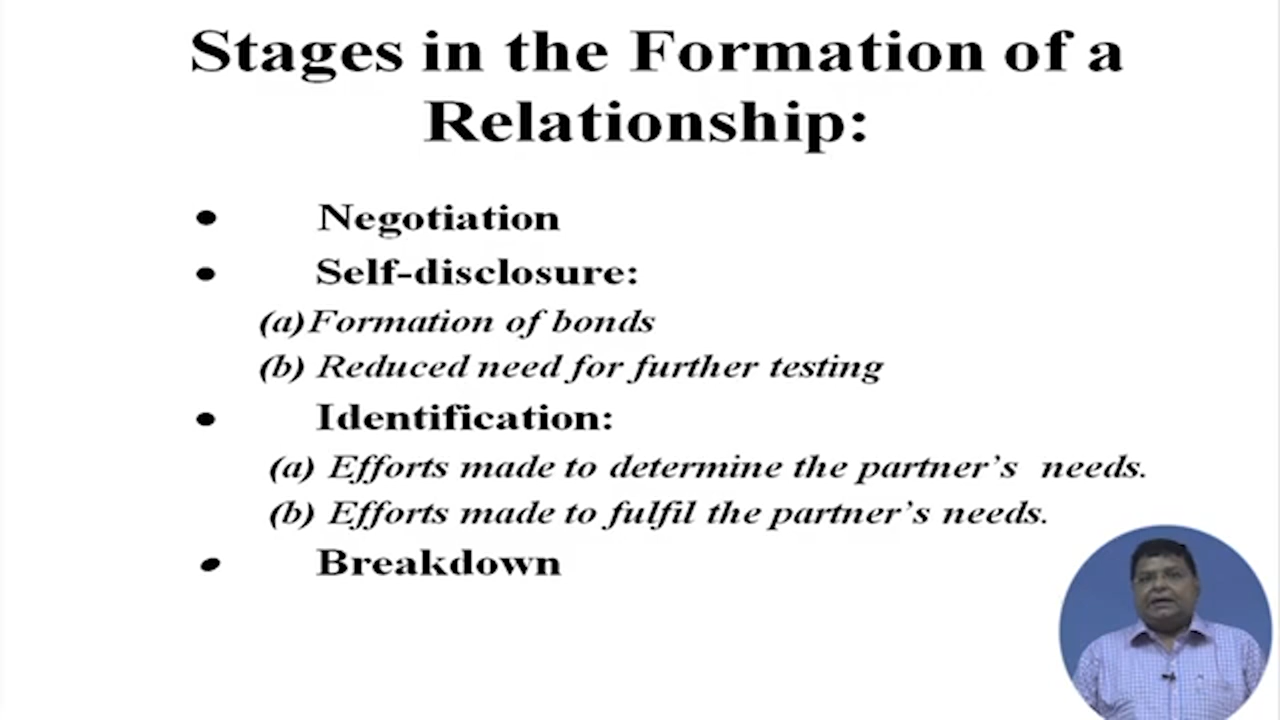 Stages in the Formation of a
Relationship:
• Negotiation
• Self-disclosure:
(a)Formation of bonds
(b) Reduced need for further testing
• Identification:
(a) Efforts made to determine the partner’s needs.
(b) Efforts made to fulfil the partner’s needs.
• Breakdown